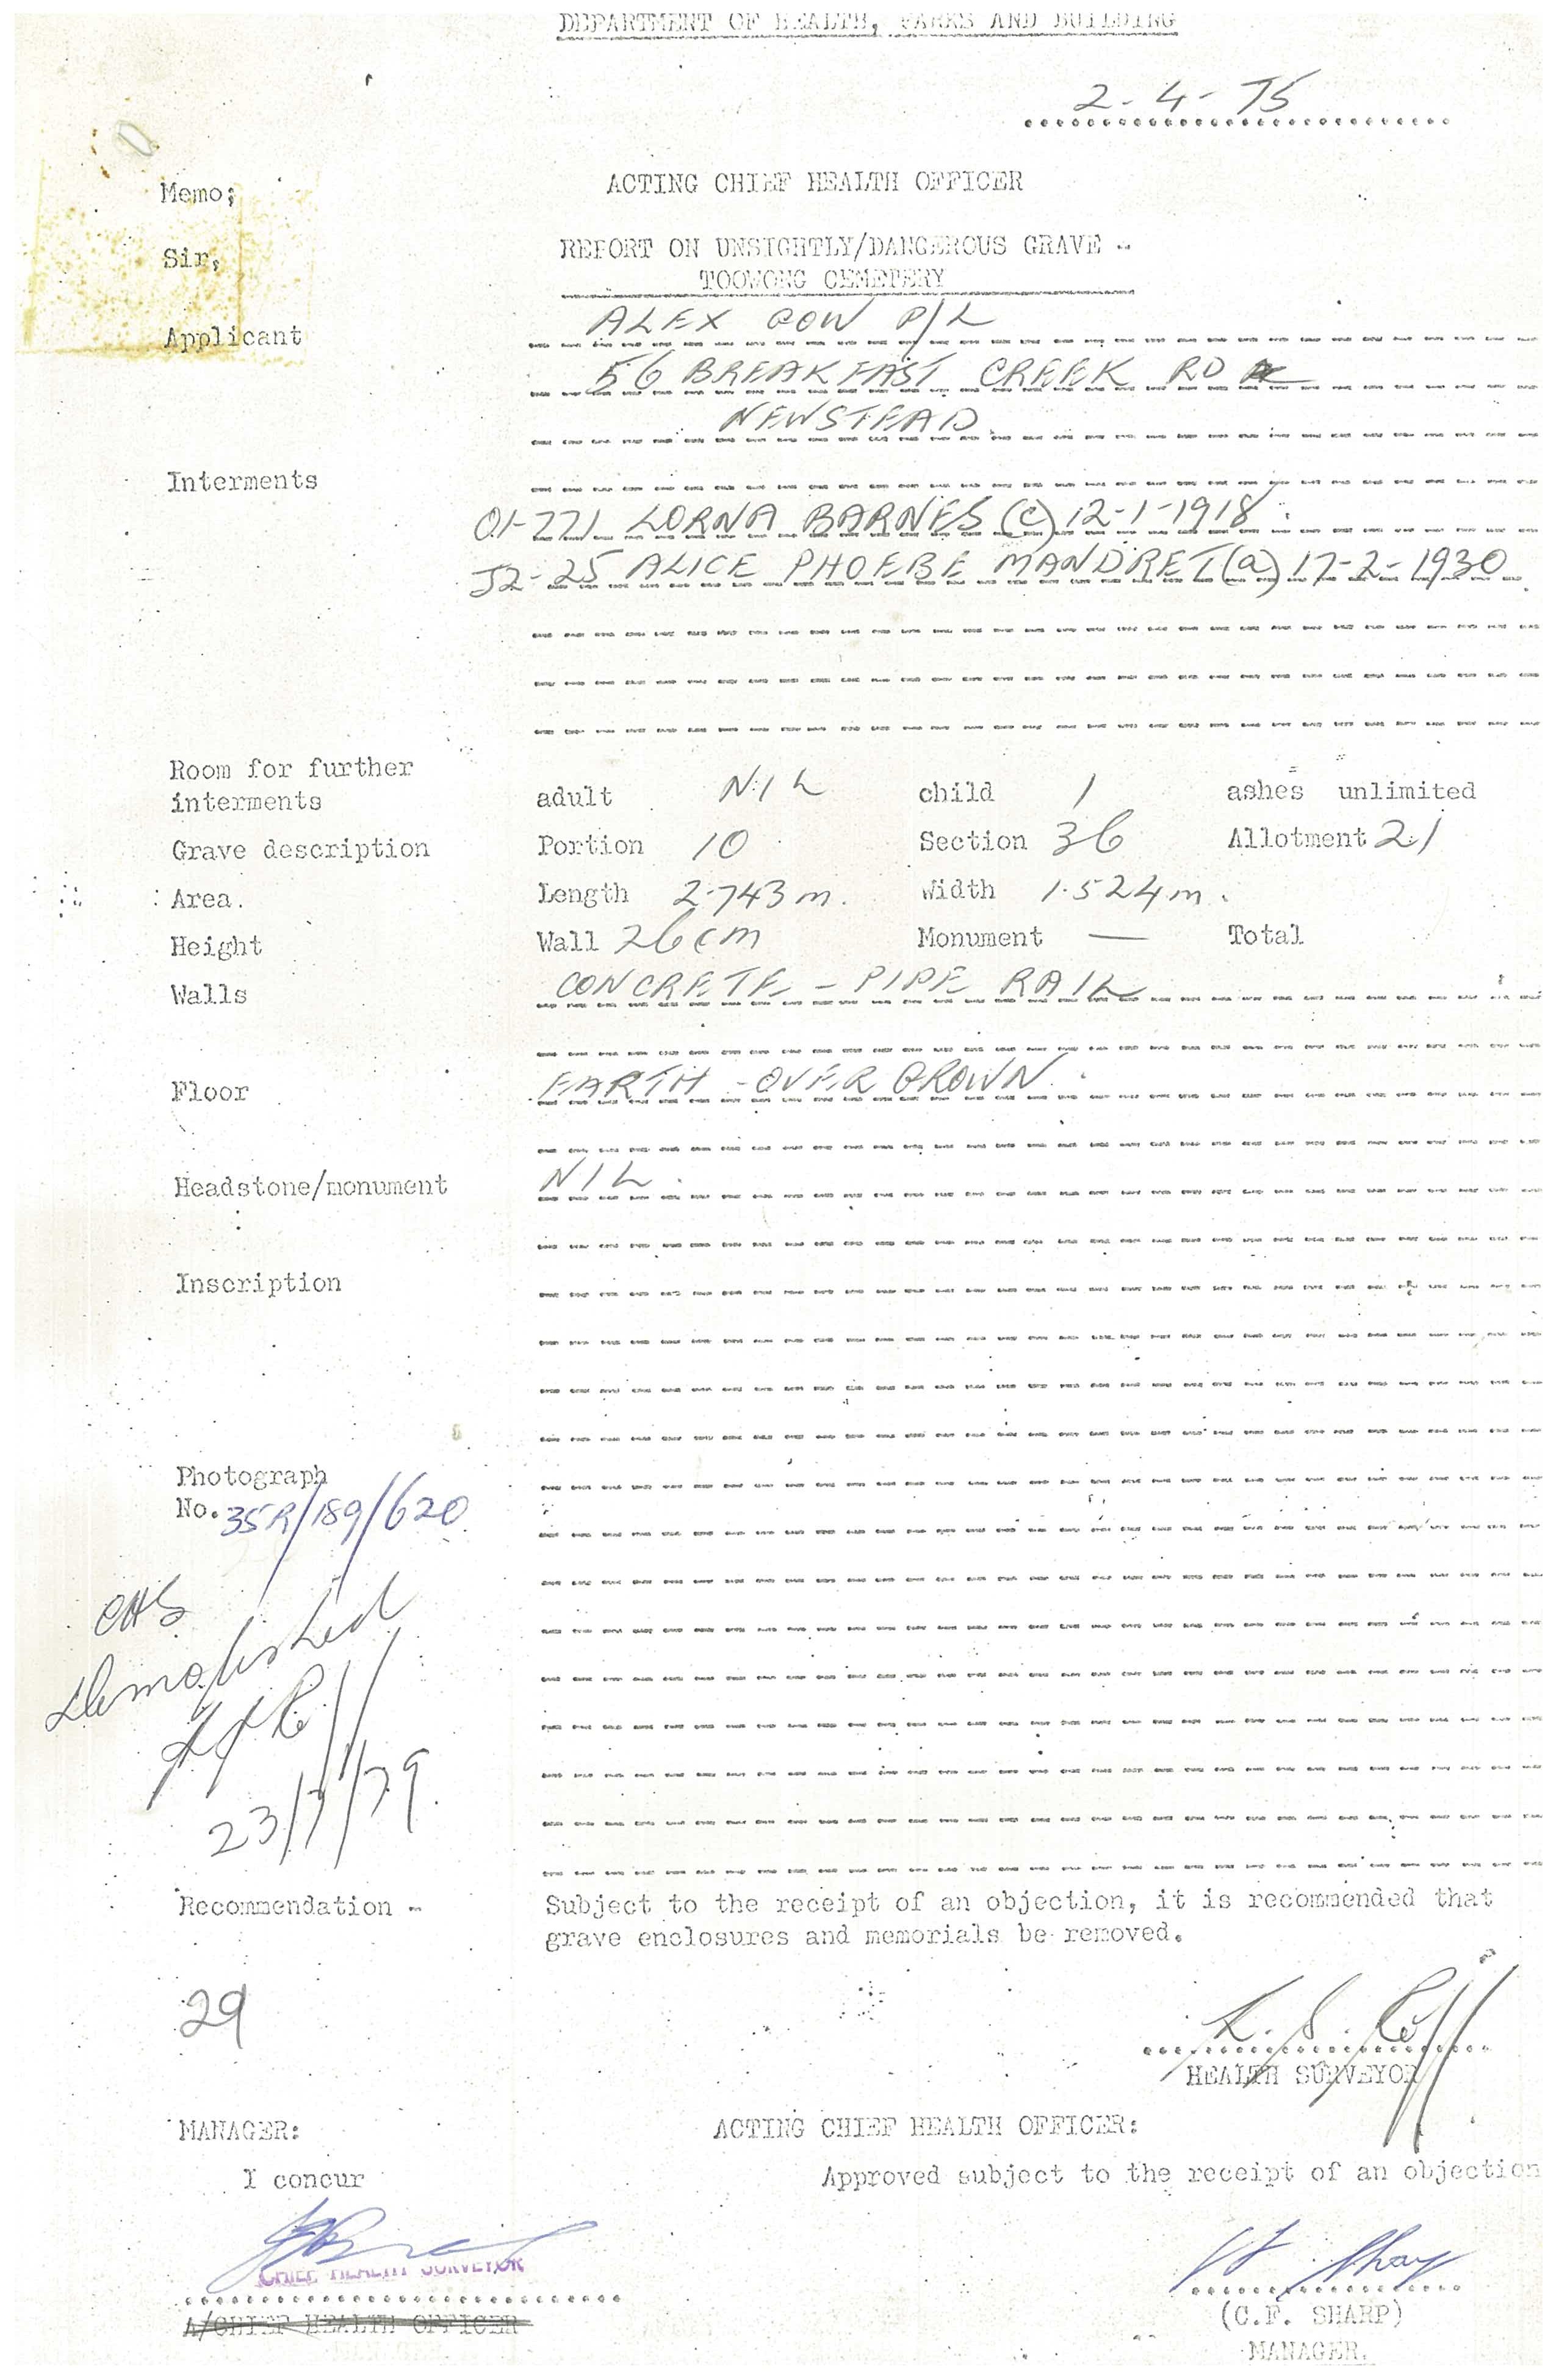 DEPARTMENT OF HEALTH, PARKS AND BUILDING
2-4-75
Memo; ACTING CHIEF HEALTH OFFICER
Sir, REPORT ON UNSIGHTLY/DANGEROUS GRAVE -
TOOWONG CEMETERY
Applicant ALEX GOW P/L
56 BREAKFAST CREEK RD
NEWSTEAD
Interments
01-771 LORNA BARNES (C) 12-1-1918
J2-25 ALICE PHOEBE MANDRET (a) 17-2-1930
Room for further
interments adult NIL child 1 ashes unlimited
Grave description Portion 10 Section 36 Allotment 21
Area. Length 2.743 m. Width 1.524 m.
Height Wall 26 cm Monument — Total
Walls CONCRETE - PIPE RAIL
Floor EARTH - OVER GROWN.
Headstone/monument NIL.
Inscription
Photograph
No. 35R/189/620
CHS
Demolished
23/7/79.
Recommendation - Subject to the receipt of an objection, it is recommended that
grave enclosures and memorials be removed.
29
HEALTH SURVEYOR
MANAGER: ACTING CHIEF HEALTH OFFICER:
I concur Approved subject to the receipt of an objection
CHIEF HEALTH SURVEYOR
A/CHIEF HEALTH OFFICER
(C.F. SHARP)
MANAGER.